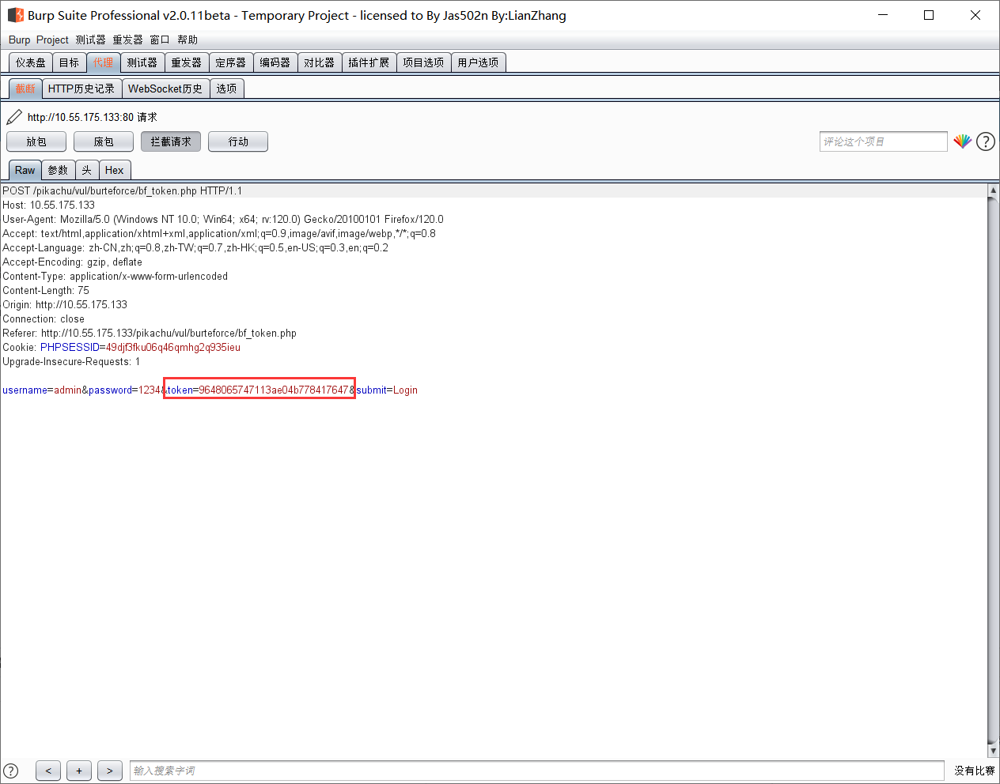 Burp Suite Professional v2.0.11beta - Temporary Project - licensed to By Jas502n By:LianZhang
Burp Project 测试器 重发器 窗口 帮助
仪表盘 目标 代理 测试器 重发器 定序器 编码器 对比器 插件扩展 项目选项 用户选项
截断 HTTP历史记录 WebSocket历史 选项
http://10.55.175.133:80 请求
放包 废包 拦截请求 行动 评论这个项目 ?
Raw 参数 头 Hex
POST /pikachu/vul/burteforce/bf_token.php HTTP/1.1
Host: 10.55.175.133
User-Agent: Mozilla/5.0 (Windows NT 10.0; Win64; x64; rv:120.0) Gecko/20100101 Firefox/120.0
Accept: text/html,application/xhtml+xml,application/xml;q=0.9,image/avif,image/webp,*/*;q=0.8
Accept-Language: zh-CN,zh;q=0.8,zh-TW;q=0.7,zh-HK;q=0.5,en-US;q=0.3,en;q=0.2
Accept-Encoding: gzip, deflate
Content-Type: application/x-www-form-urlencoded
Content-Length: 75
Origin: http://10.55.175.133
Connection: close
Referer: http://10.55.175.133/pikachu/vul/burteforce/bf_token.php
Cookie: PHPSESSID=49djf3fku06q46qmhg2q935ieu
Upgrade-Insecure-Requests: 1
username=admin&password=1234&token=9648065747113ae04b778417647&submit=Login
? < + > 输入搜索字词 没有比赛